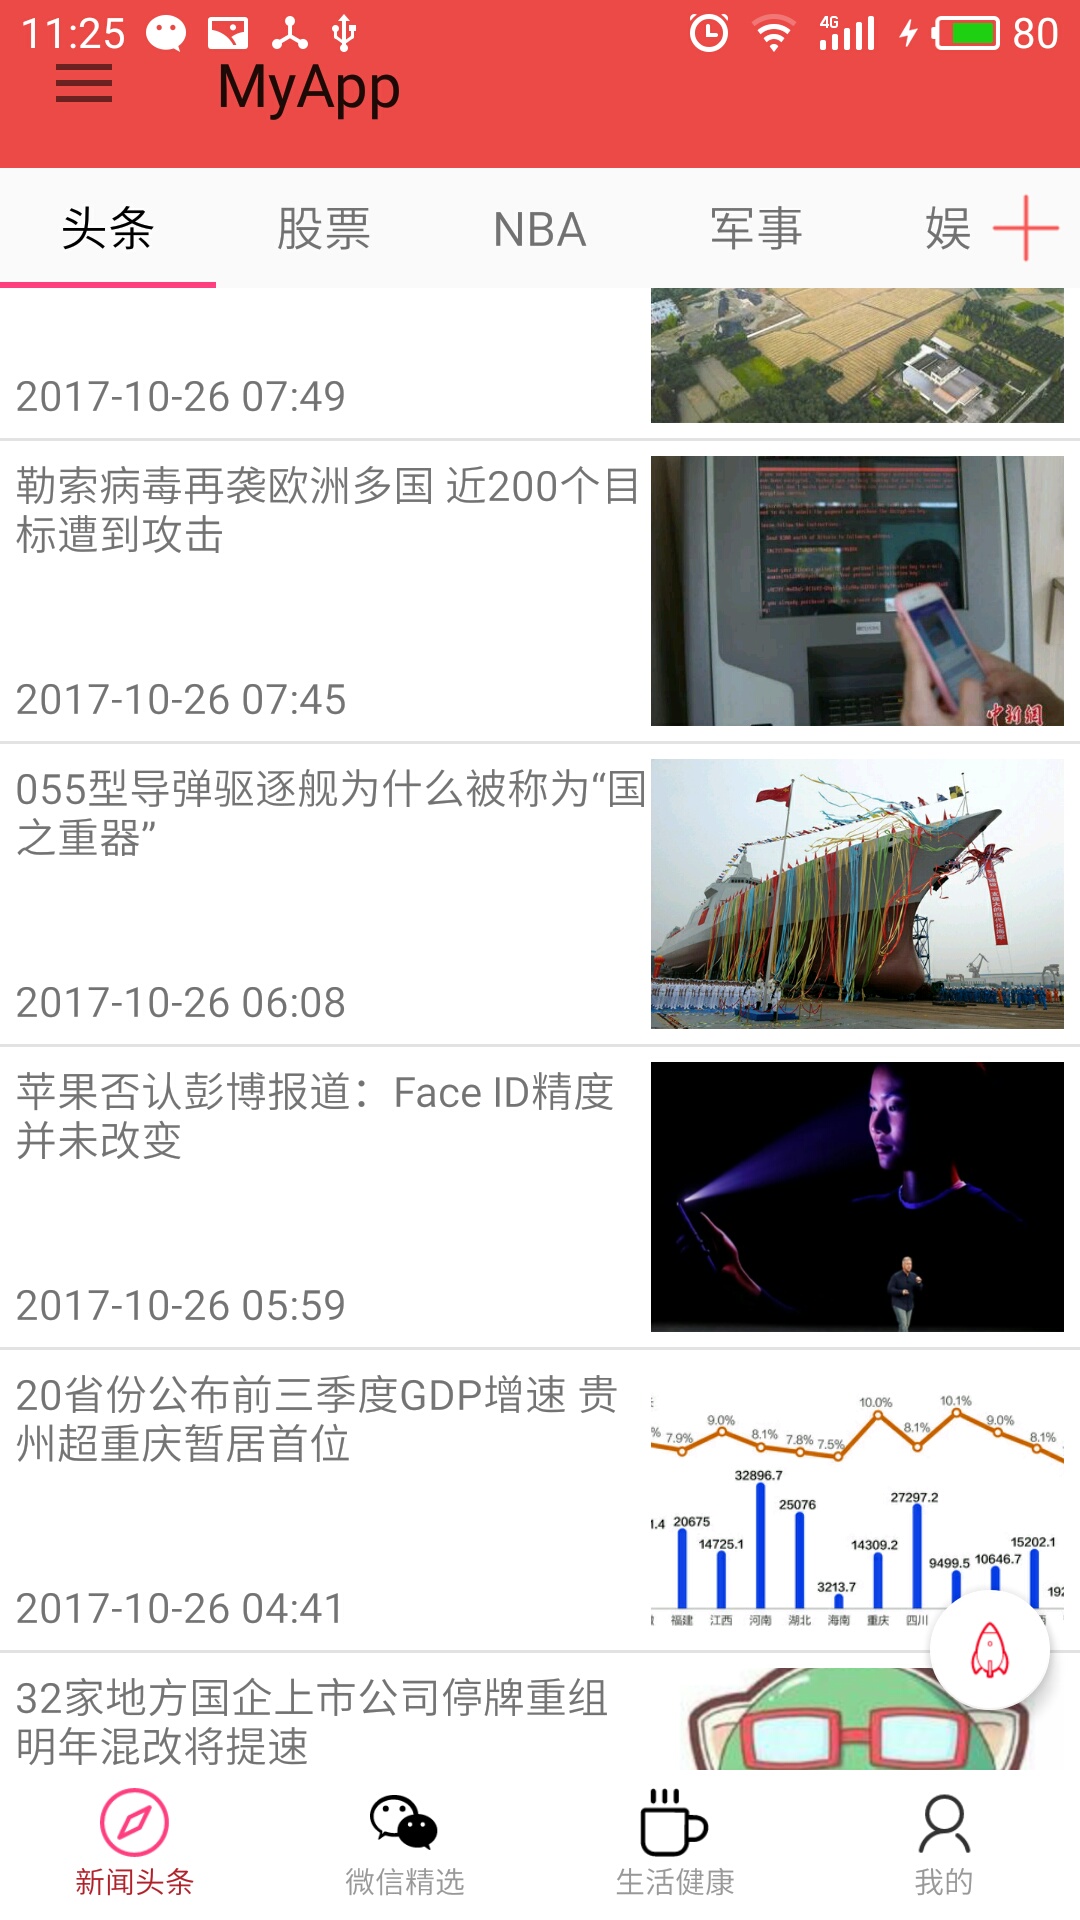 11:25
4G
80
MyApp
头条
股票
NBA
军事
娱
2017-10-26 07:49
勒索病毒再袭欧洲多国 近200个目
标遭到攻击
2017-10-26 07:45
中新網
055型导弹驱逐舰为什么被称为“国
之重器”
2017-10-26 06:08
苹果否认彭博报道：Face ID精度
并未改变
2017-10-26 05:59
20省份公布前三季度GDP增速 贵
州超重庆暂居首位
2017-10-26 04:41
7.9%
9.0%
8.1%
7.8%
7.5%
10.0%
8.1%
10.1%
9.0%
8.1%
1.4
20675
14725.1
32896.7
25076
3213.7
14309.2
27297.2
9499.5
10646.7
15202.1
192
福建
江西
河南
湖北
海南
重庆
四川
32家地方国企上市公司停牌重组
明年混改将提速
新闻头条
微信精选
生活健康
我的